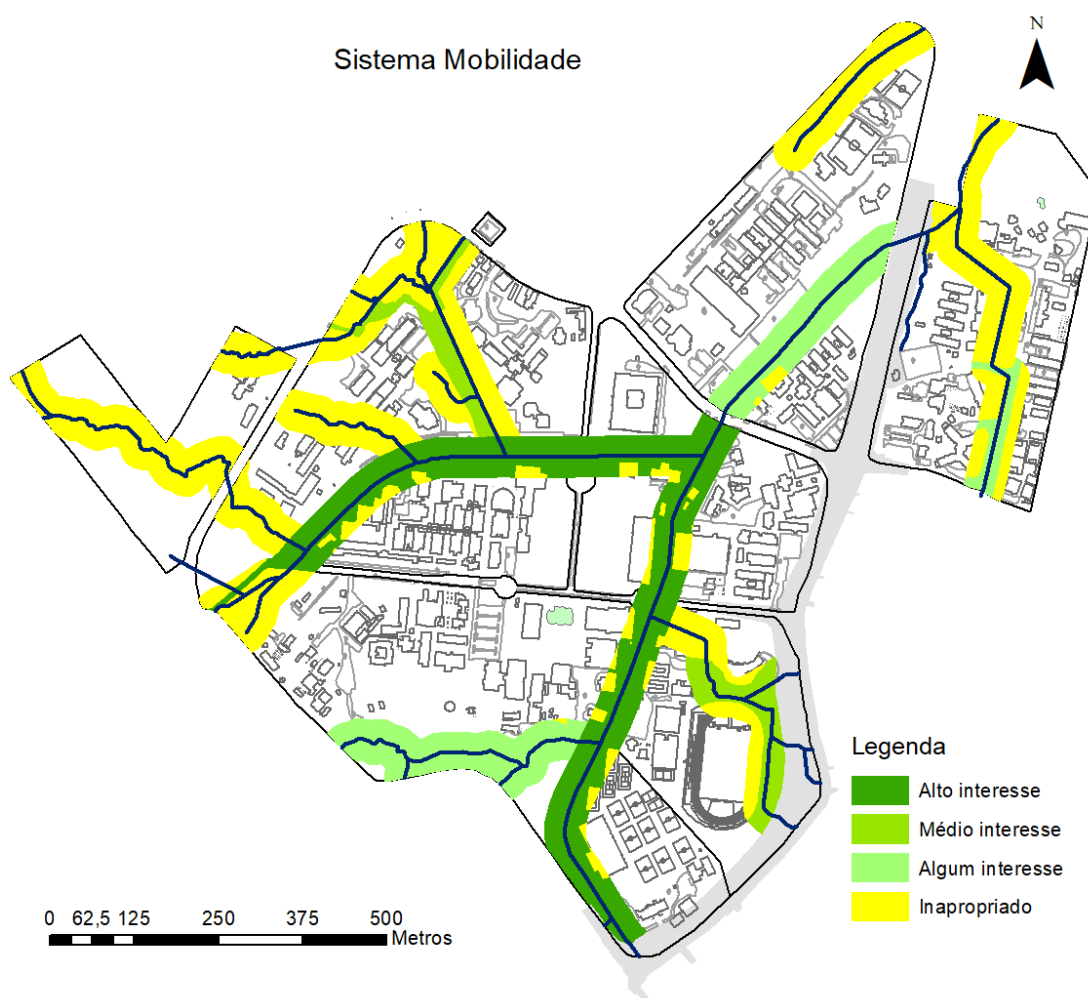 Sistema Mobilidade
N
Legenda
Alto interesse
Médio interesse
Algum interesse
Inapropriado
0 62,5 125 250 375 500
Metros